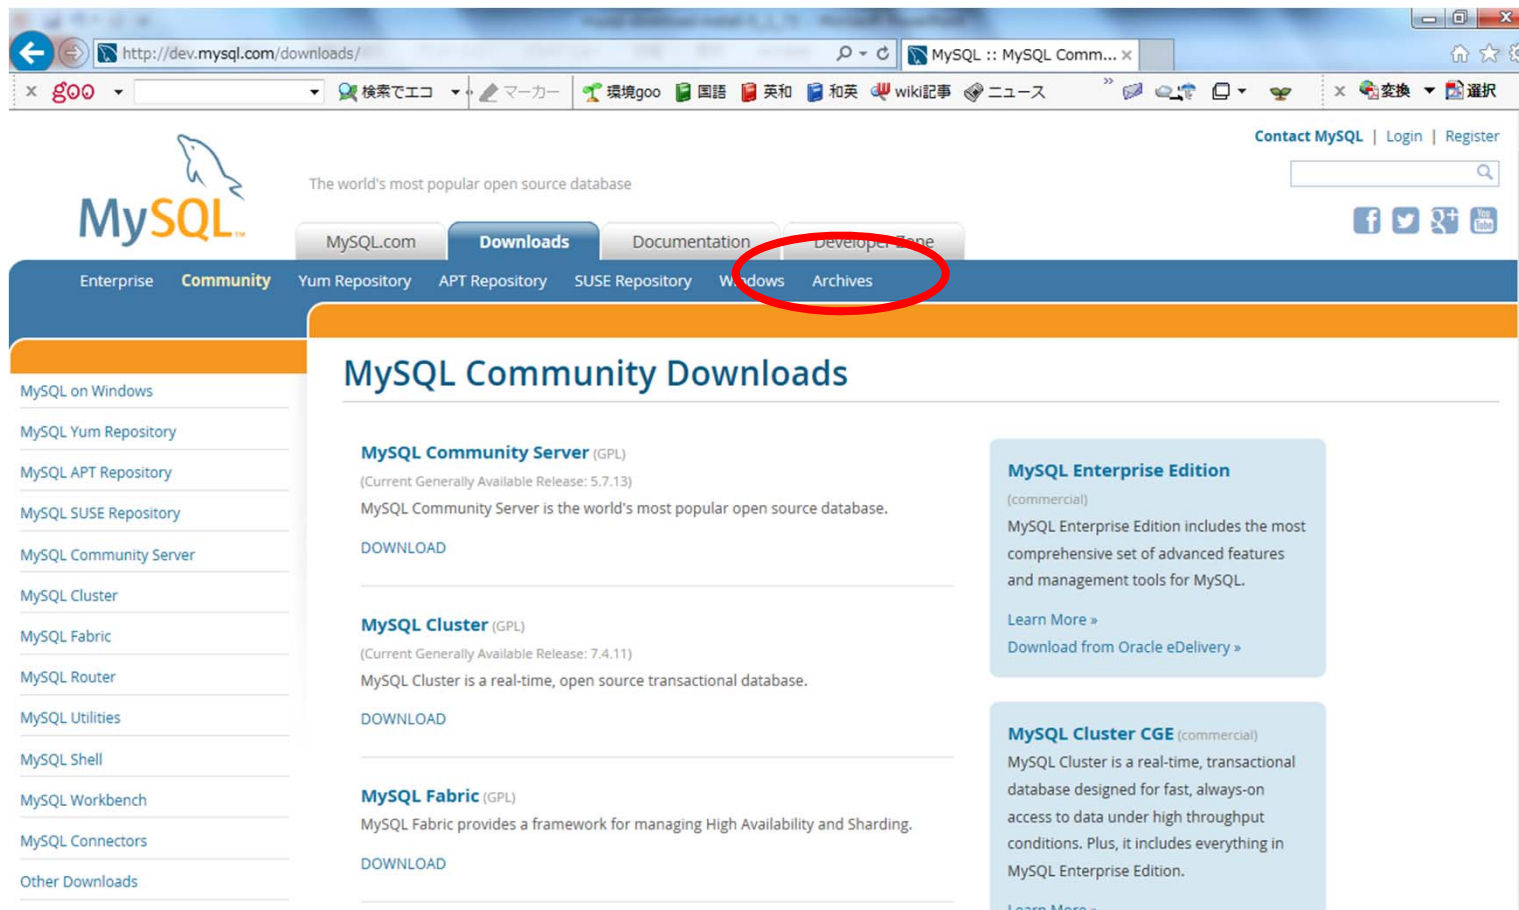 http://dev.mysql.com/downloads/
MySQL :: MySQL Comm...
goo
検索でエコ
マーカー
環境goo
国語
英和
和英
wiki記事
ニュース
変換
選択
Contact MySQL | Login | Register
MySQL
The world's most popular open source database
MySQL.com
Downloads
Documentation
Developer Zone
Enterprise
Community
Yum Repository
APT Repository
SUSE Repository
Windows
Archives
MySQL Community Downloads
MySQL on Windows
MySQL Yum Repository
MySQL APT Repository
MySQL SUSE Repository
MySQL Community Server
MySQL Cluster
MySQL Fabric
MySQL Router
MySQL Utilities
MySQL Shell
MySQL Workbench
MySQL Connectors
Other Downloads
MySQL Community Server (GPL)
(Current Generally Available Release: 5.7.13)
MySQL Community Server is the world's most popular open source database.
DOWNLOAD
MySQL Cluster (GPL)
(Current Generally Available Release: 7.4.11)
MySQL Cluster is a real-time, open source transactional database.
DOWNLOAD
MySQL Fabric (GPL)
MySQL Fabric provides a framework for managing High Availability and Sharding.
DOWNLOAD
MySQL Enterprise Edition
(commercial)
MySQL Enterprise Edition includes the most
comprehensive set of advanced features
and management tools for MySQL.
Learn More »
Download from Oracle eDelivery »
MySQL Cluster CGE (commercial)
MySQL Cluster is a real-time, transactional
database designed for fast, always-on
access to data under high throughput
conditions. Plus, it includes everything in
MySQL Enterprise Edition.
Learn More »